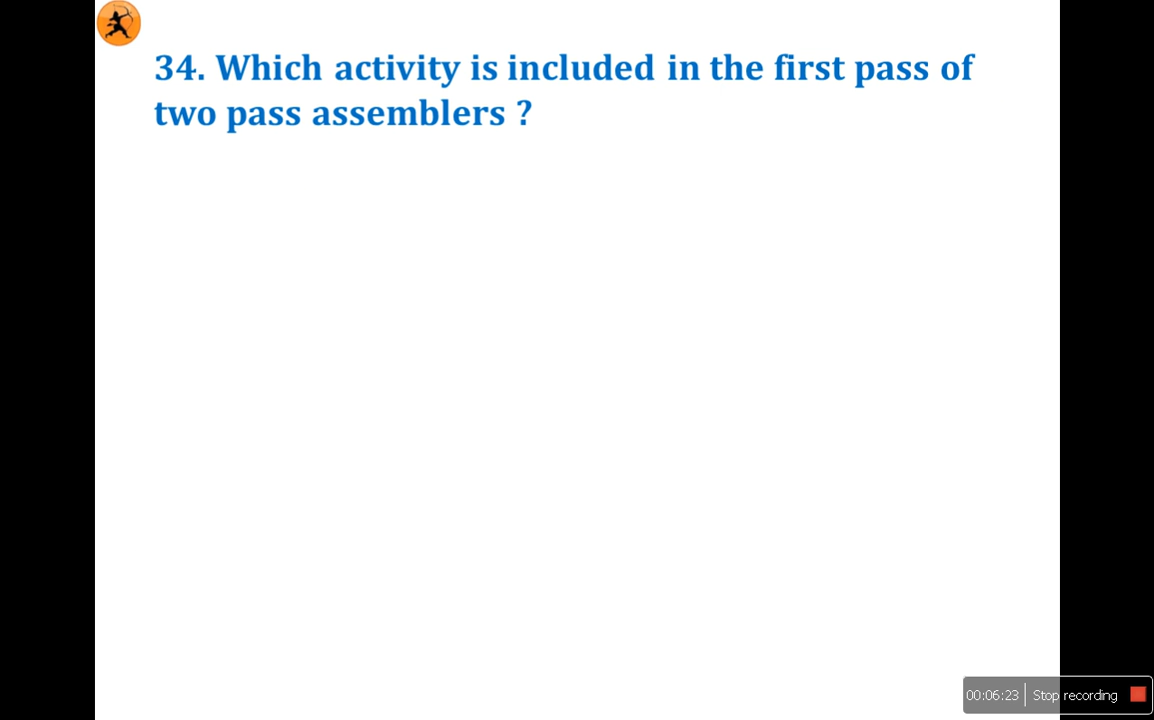 34. Which activity is included in the first pass of
two pass assemblers ?
00:06:23 Stop recording